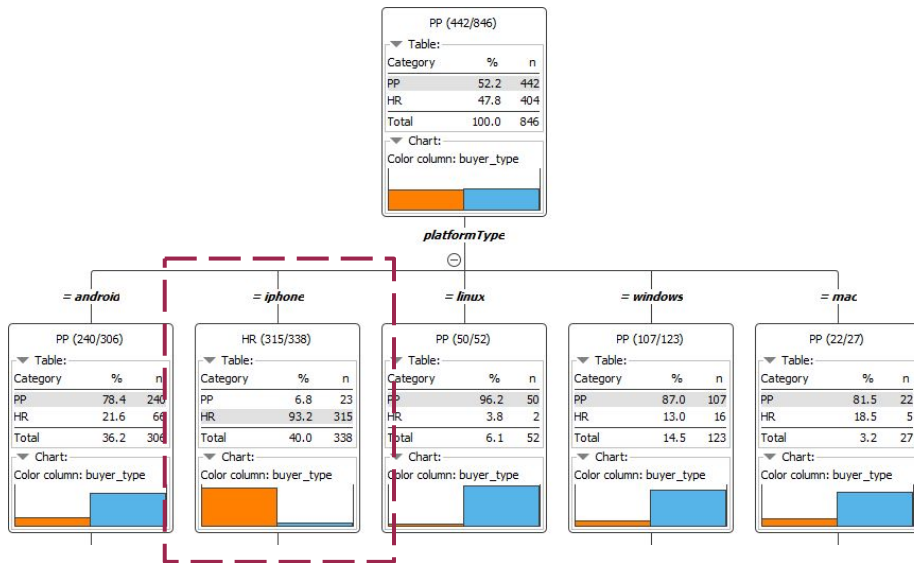 PP (442/846)
Table:
Category % n
PP 52.2 442
HR 47.8 404
Total 100.0 846
Chart:
Color column: buyer_type
platformType
= android
PP (240/306)
Table:
Category % n
PP 78.4 240
HR 21.6 66
Total 36.2 306
Chart:
Color column: buyer_type
= iphone
HR (315/338)
Table:
Category % n
PP 6.8 23
HR 93.2 315
Total 40.0 338
Chart:
Color column: buyer_type
= linux
PP (50/52)
Table:
Category % n
PP 96.2 50
HR 3.8 2
Total 6.1 52
Chart:
Color column: buyer_type
= windows
PP (107/123)
Table:
Category % n
PP 87.0 107
HR 13.0 16
Total 14.5 123
Chart:
Color column: buyer_type
= mac
PP (22/27)
Table:
Category % n
PP 81.5 22
HR 18.5 5
Total 3.2 27
Chart:
Color column: buyer_type